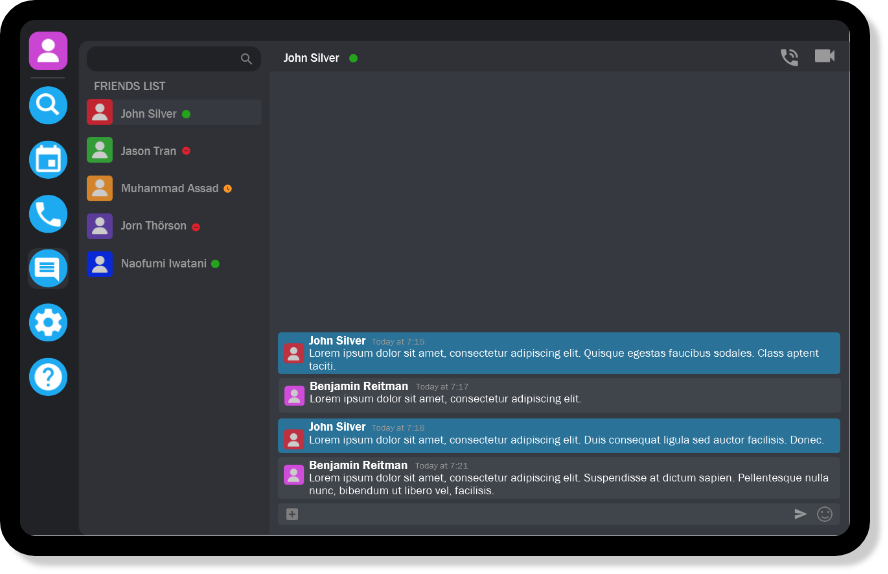 John Silver
FRIENDS LIST
John Silver
Jason Tran
Muhammad Assad
Jorn Thörson
Naofumi Iwatani
John Silver Today at 7:15
Lorem ipsum dolor sit amet, consectetur adipiscing elit. Quisque egestas faucibus sodales. Class aptent
taciti.
Benjamin Reitman Today at 7:17
Lorem ipsum dolor sit amet, consectetur adipiscing elit.
John Silver Today at 7:18
Lorem ipsum dolor sit amet, consectetur adipiscing elit. Duis consequat ligula sed auctor facilisis. Donec.
Benjamin Reitman Today at 7:21
Lorem ipsum dolor sit amet, consectetur adipiscing elit. Suspendisse at dictum sapien. Pellentesque nulla
nunc, bibendum ut libero vel, facilisis.